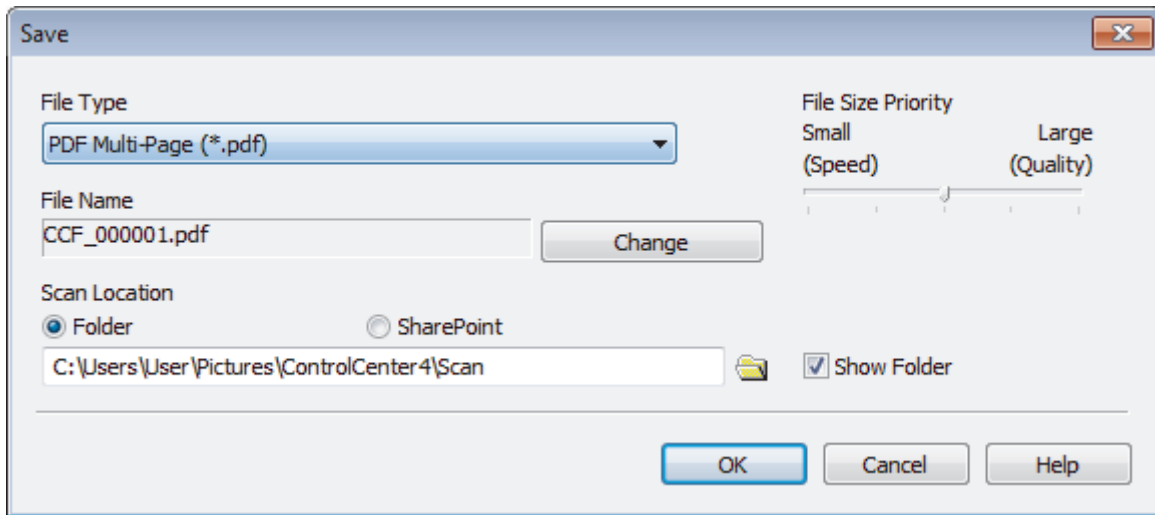 Save
File Type
PDF Multi-Page (*.pdf)
File Name
CCF_000001.pdf
Change
File Size Priority
Small Large
(Speed) (Quality)
Scan Location
Folder SharePoint
C:\Users\User\Pictures\ControlCenter4\Scan
Show Folder
OK Cancel Help